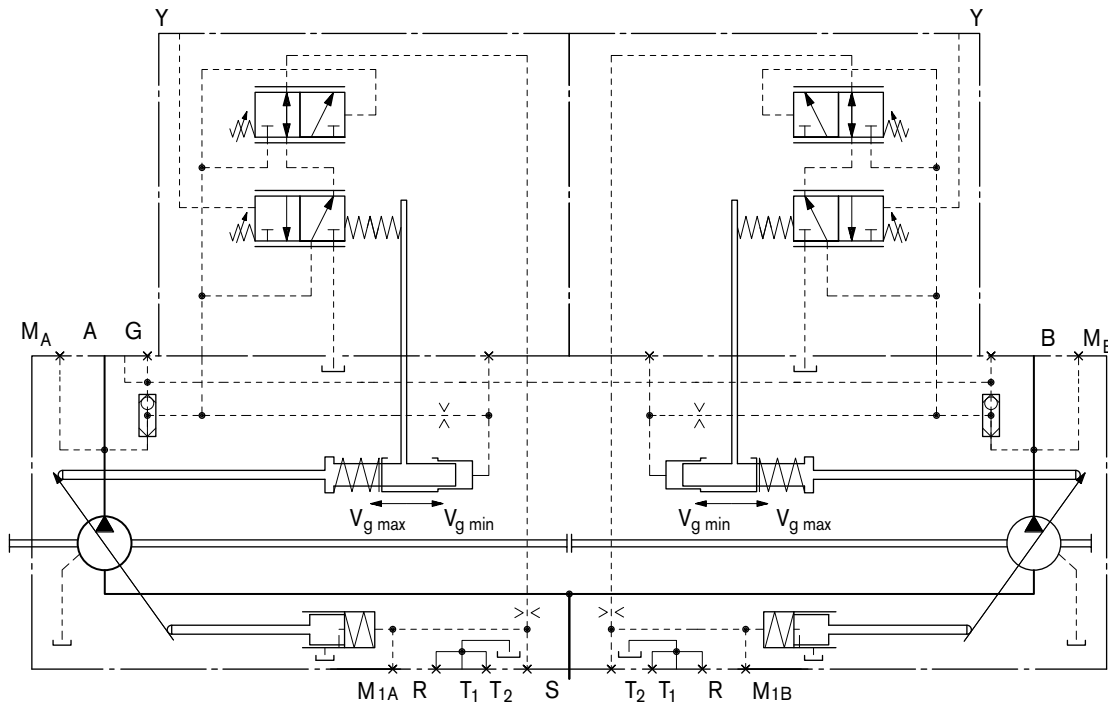 Y Y
M_A A G B M_B
V_g max V_g min V_g min V_g max
M_1A R T_1 T_2 S T_2 T_1 R M_1B